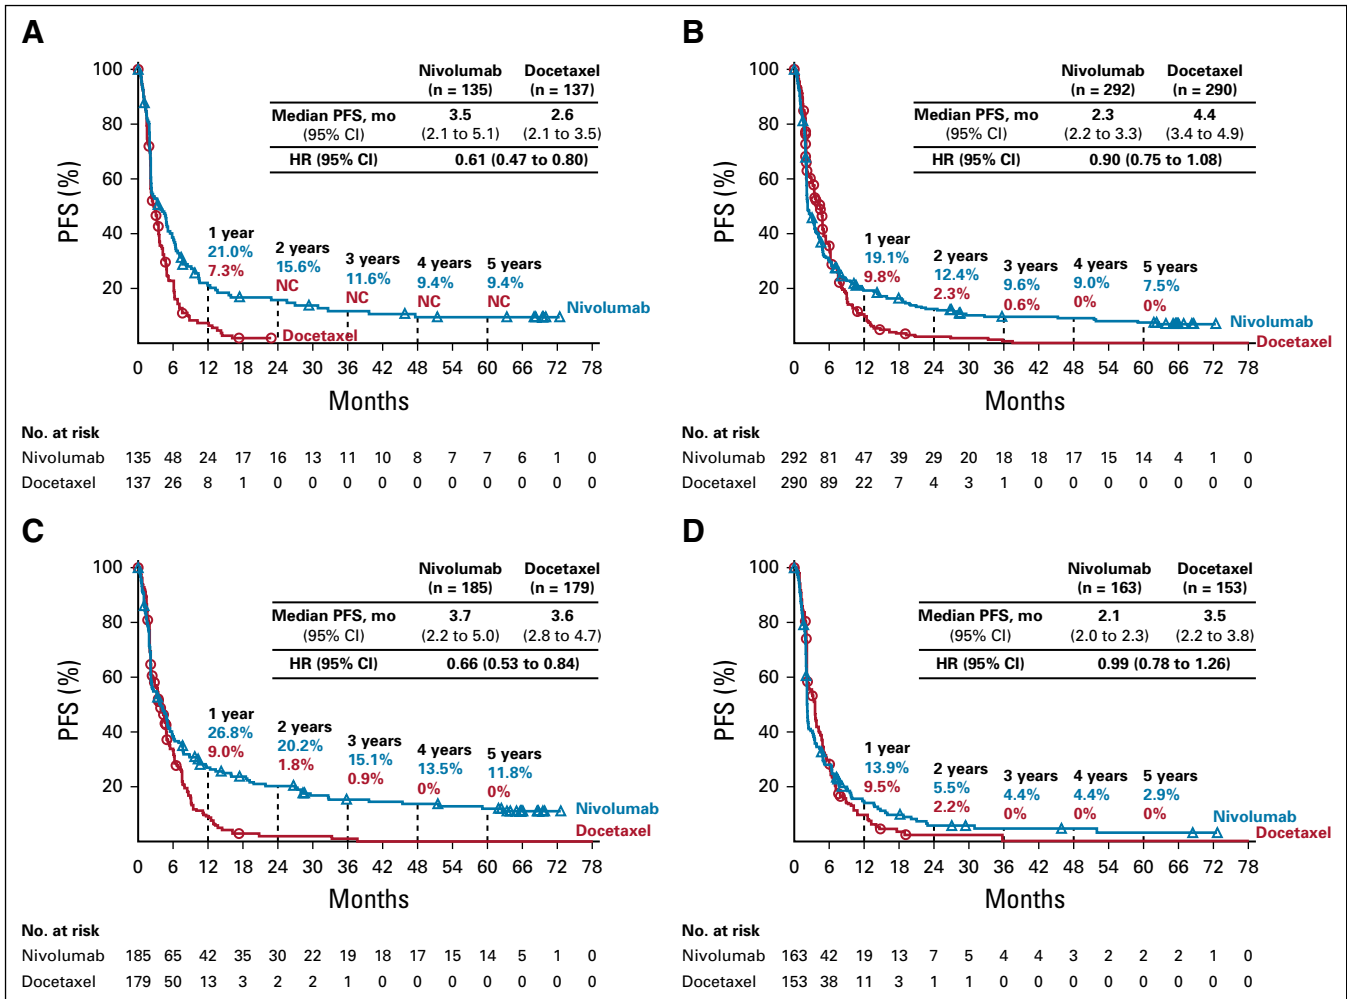 A
Nivolumab Docetaxel
(n = 135) (n = 137)
Median PFS, mo 3.5 2.6
(95% CI) (2.1 to 5.1) (2.1 to 3.5)
HR (95% CI) 0.61 (0.47 to 0.80)
PFS (%)
100
80
60
40
20
1 year
21.0%
7.3%
2 years
15.6%
NC
3 years
11.6%
NC
4 years
9.4%
NC
5 years
9.4%
NC
Nivolumab
Docetaxel
0 6 12 18 24 30 36 42 48 54 60 66 72 78
Months
No. at risk
Nivolumab 135 48 24 17 16 13 11 10 8 7 7 6 1 0
Docetaxel 137 26 8 1 0 0 0 0 0 0 0 0 0 0
B
Nivolumab Docetaxel
(n = 292) (n = 290)
Median PFS, mo 2.3 4.4
(95% CI) (2.2 to 3.3) (3.4 to 4.9)
HR (95% CI) 0.90 (0.75 to 1.08)
PFS (%)
100
80
60
40
20
1 year
19.1%
9.8%
2 years
12.4%
2.3%
3 years
9.6%
0.6%
4 years
9.0%
0%
5 years
7.5%
0%
Nivolumab
Docetaxel
0 6 12 18 24 30 36 42 48 54 60 66 72 78
Months
No. at risk
Nivolumab 292 81 47 39 29 20 18 18 17 15 14 4 1 0
Docetaxel 290 89 22 7 4 3 1 0 0 0 0 0 0 0
C
Nivolumab Docetaxel
(n = 185) (n = 179)
Median PFS, mo 3.7 3.6
(95% CI) (2.2 to 5.0) (2.8 to 4.7)
HR (95% CI) 0.66 (0.53 to 0.84)
PFS (%)
100
80
60
40
20
1 year
26.8%
9.0%
2 years
20.2%
1.8%
3 years
15.1%
0.9%
4 years
13.5%
0%
5 years
11.8%
0%
Nivolumab
Docetaxel
0 6 12 18 24 30 36 42 48 54 60 66 72 78
Months
No. at risk
Nivolumab 185 65 42 35 30 22 19 18 17 15 14 5 1 0
Docetaxel 179 50 13 3 2 2 1 0 0 0 0 0 0 0
D
Nivolumab Docetaxel
(n = 163) (n = 153)
Median PFS, mo 2.1 3.5
(95% CI) (2.0 to 2.3) (2.2 to 3.8)
HR (95% CI) 0.99 (0.78 to 1.26)
PFS (%)
100
80
60
40
20
1 year
13.9%
9.5%
2 years
5.5%
2.2%
3 years
4.4%
0%
4 years
4.4%
0%
5 years
2.9%
0%
Nivolumab
Docetaxel
0 6 12 18 24 30 36 42 48 54 60 66 72 78
Months
No. at risk
Nivolumab 163 42 19 13 7 5 4 4 3 2 2 2 1 0
Docetaxel 153 38 11 3 1 1 0 0 0 0 0 0 0 0